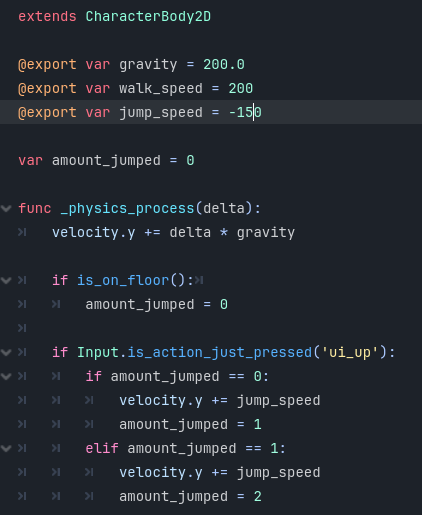 extends CharacterBody2D
@export var gravity = 200.0
@export var walk_speed = 200
@export var jump_speed = -150
var amount_jumped = 0
func _physics_process(delta):
velocity.y += delta * gravity
if is_on_floor():
amount_jumped = 0
if Input.is_action_just_pressed('ui_up'):
if amount_jumped == 0:
velocity.y += jump_speed
amount_jumped = 1
elif amount_jumped == 1:
velocity.y += jump_speed
amount_jumped = 2